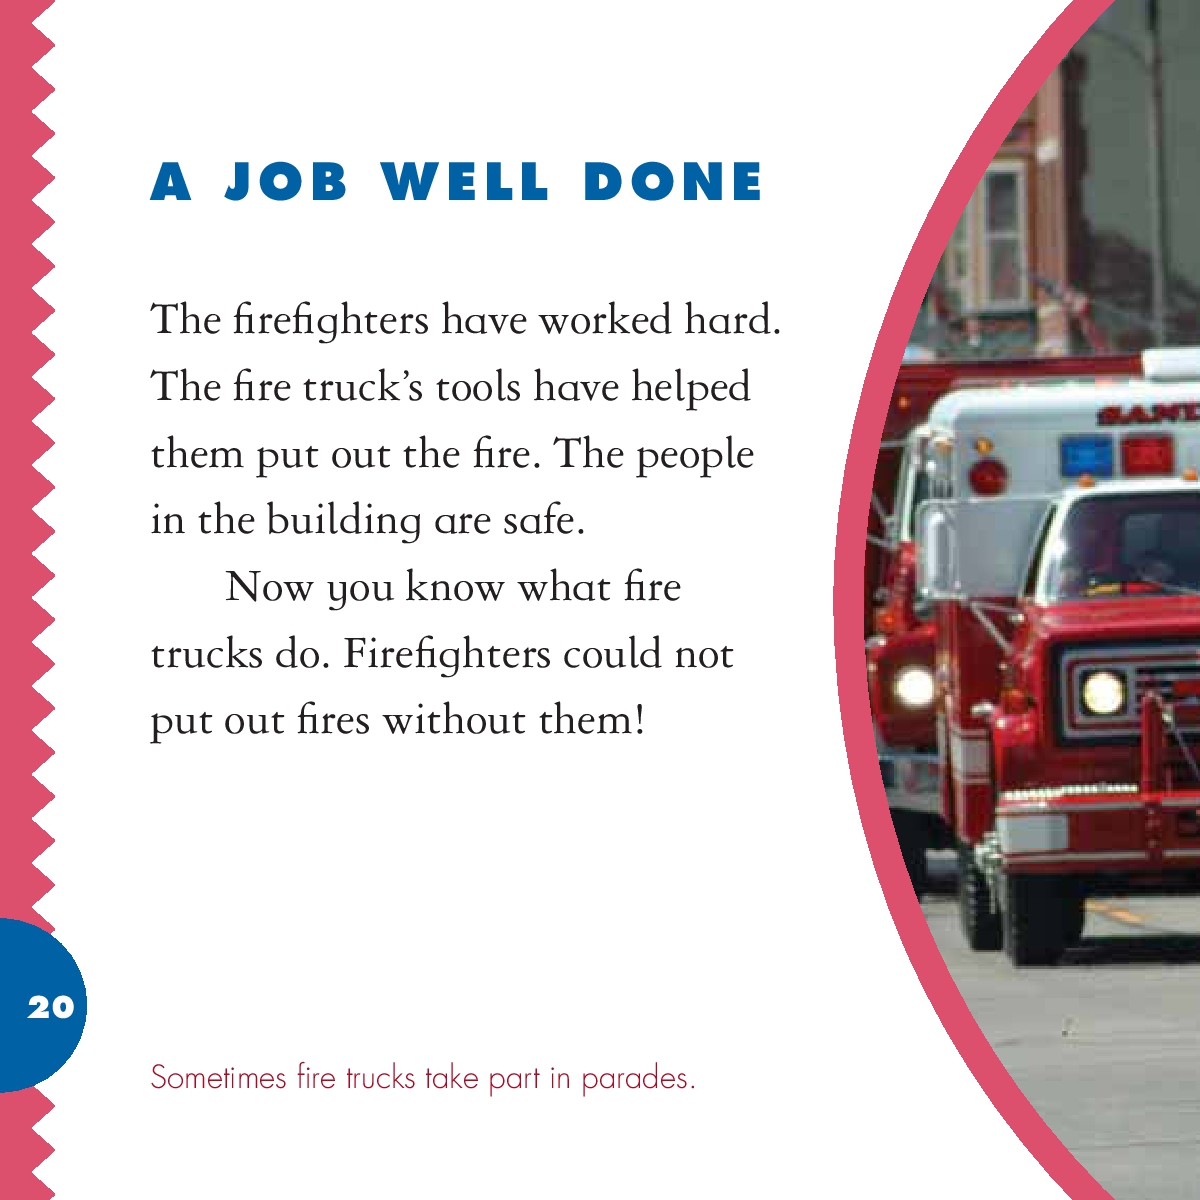 A JOB WELL DONE
The firefighters have worked hard.
The fire truck’s tools have helped
them put out the fire. The people
in the building are safe.
Now you know what fire
trucks do. Firefighters could not
put out fires without them!
20
Sometimes fire trucks take part in parades.